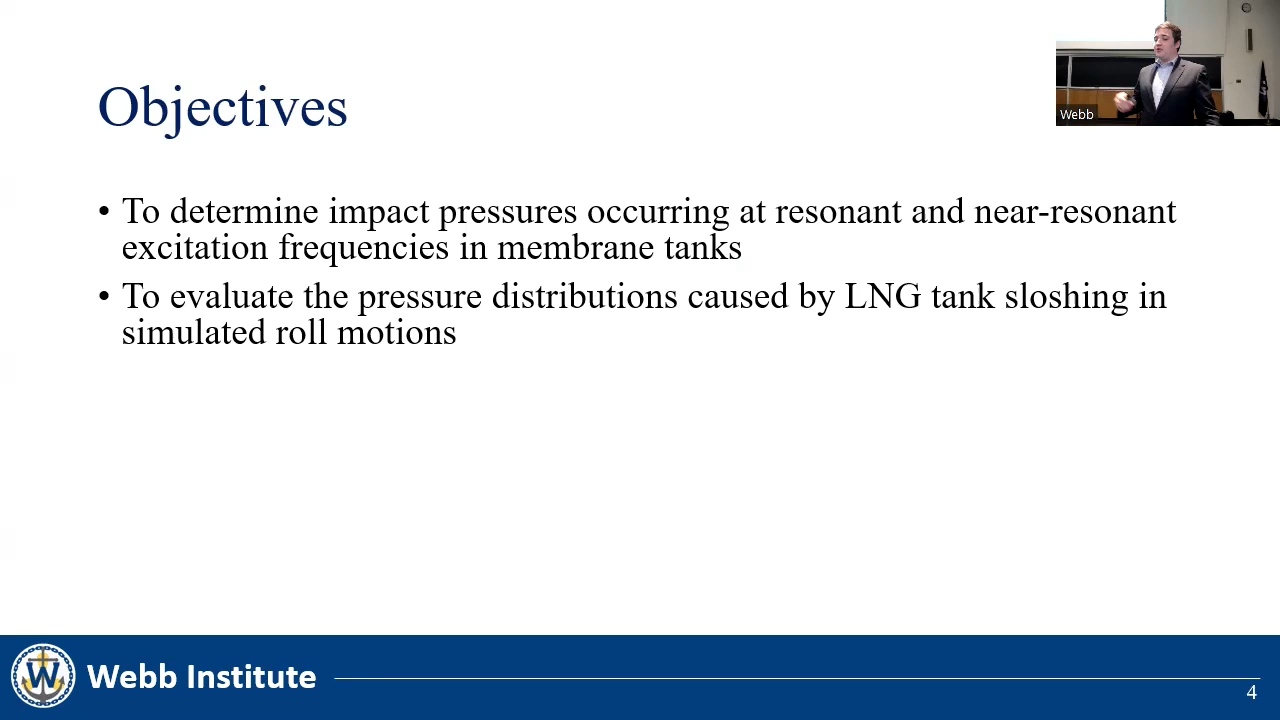 Webb
Objectives
• To determine impact pressures occurring at resonant and near-resonant
excitation frequencies in membrane tanks
• To evaluate the pressure distributions caused by LNG tank sloshing in
simulated roll motions
W
Webb Institute
4